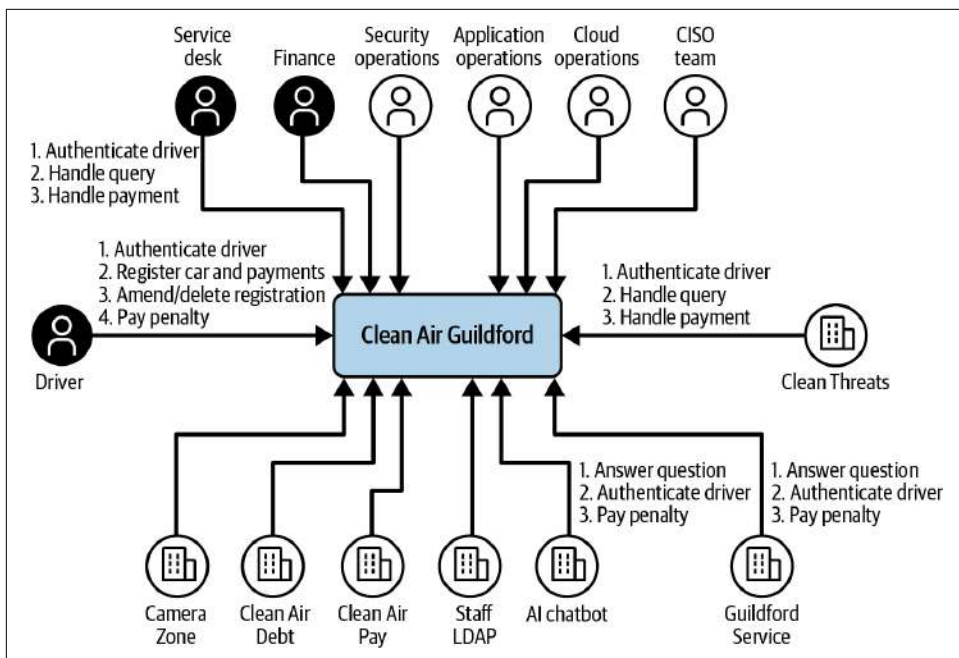 Service
desk
Finance
Security
operations
Application
operations
Cloud
operations
CISO
team
1. Authenticate driver
2. Handle query
3. Handle payment
1. Authenticate driver
2. Register car and payments
3. Amend/delete registration
4. Pay penalty
Driver
Clean Air Guildford
1. Authenticate driver
2. Handle query
3. Handle payment
Clean Threats
1. Answer question
2. Authenticate driver
3. Pay penalty
1. Answer question
2. Authenticate driver
3. Pay penalty
Camera
Zone
Clean Air
Debt
Clean Air
Pay
Staff
LDAP
AI chatbot
Guildford
Service